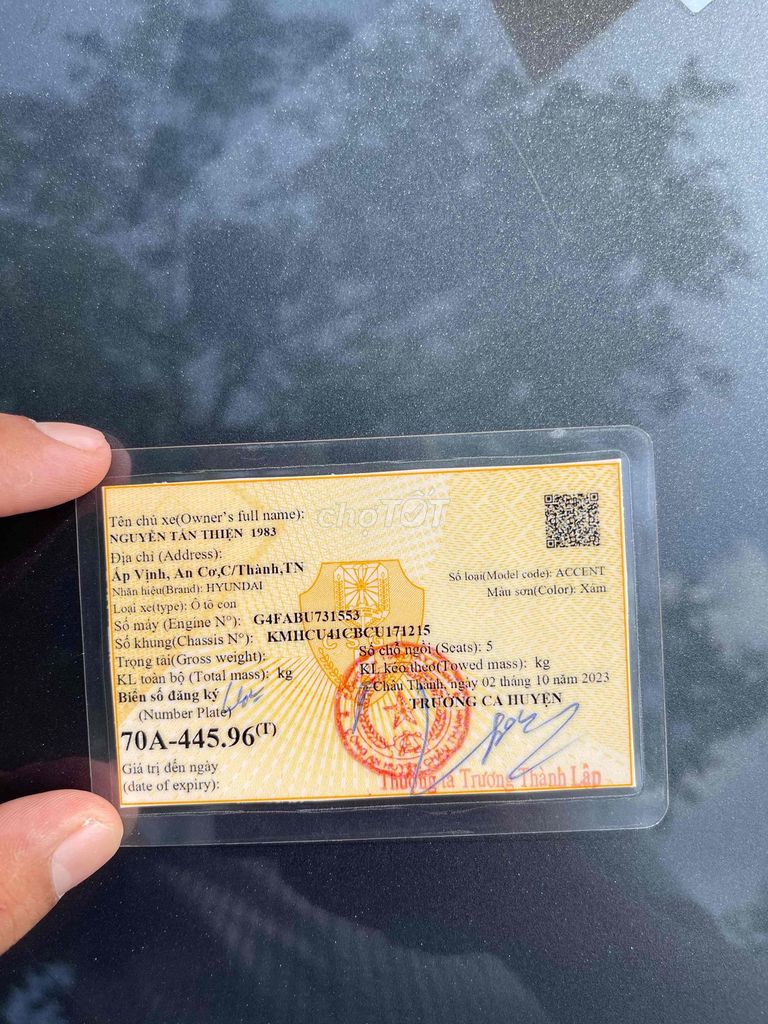 choTỐT
Tên chủ xe(Owner's full name):
NGUYỄN TẤN THIỆN 1983
Địa chỉ (Address):
Ấp Vịnh, An Cơ,C/Thành,TN
Nhãn hiệu(Brand): HYUNDAI
Số loại(Model code): ACCENT
Loại xe(type): Ô tô con
Màu sơn(Color): Xám
Số máy (Engine N°): G4FABU731553
Số khung(Chassis N°): KMHCU41CBCU171215
Trọng tải(Gross weight):
Số chỗ ngồi (Seats): 5
KL toàn bộ (Total mass): kg
KL kéo theo(Towed mass): kg
Biển số đăng ký
Châu Thành, ngày 02 tháng 10 năm 2023
(Number Plate)
TRƯỞNG CA HUYỆN
70A-445.96(T)
Giá trị đến ngày
(date of expiry):
Thượng tá Trương Thành Lập